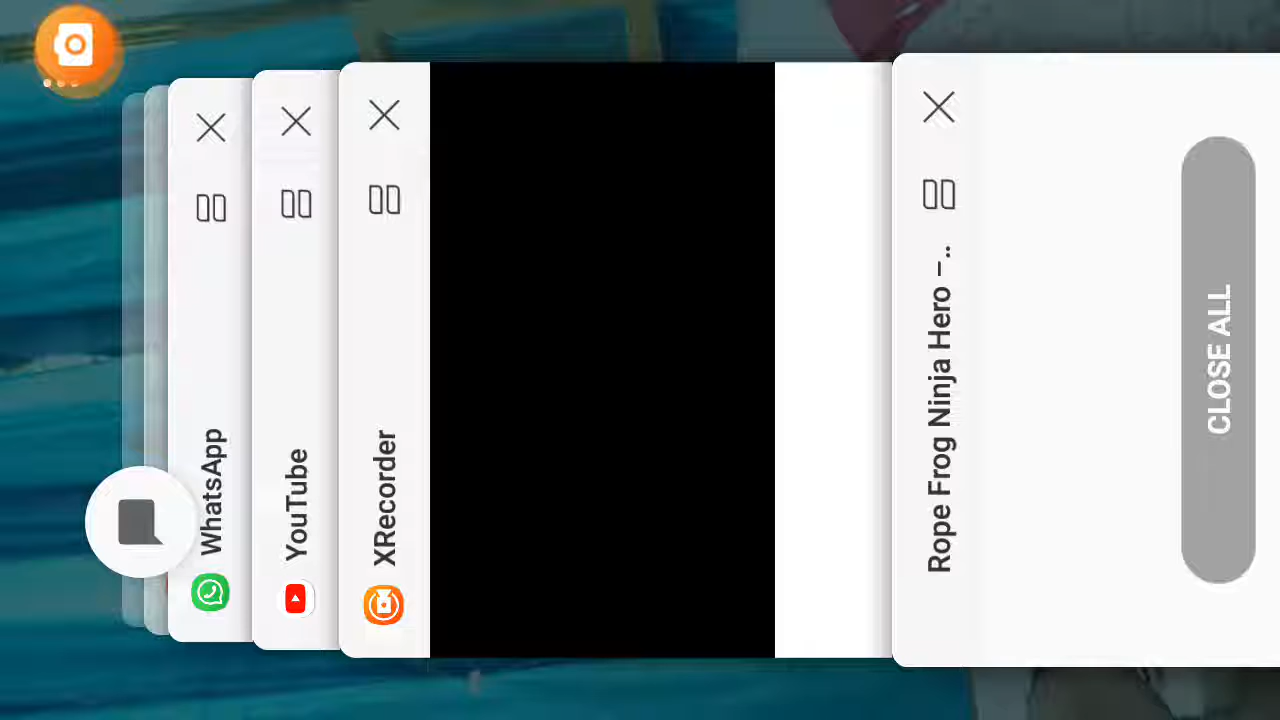 WhatsApp
YouTube
XRecorder
Rope Frog Ninja Hero – ..
CLOSE ALL